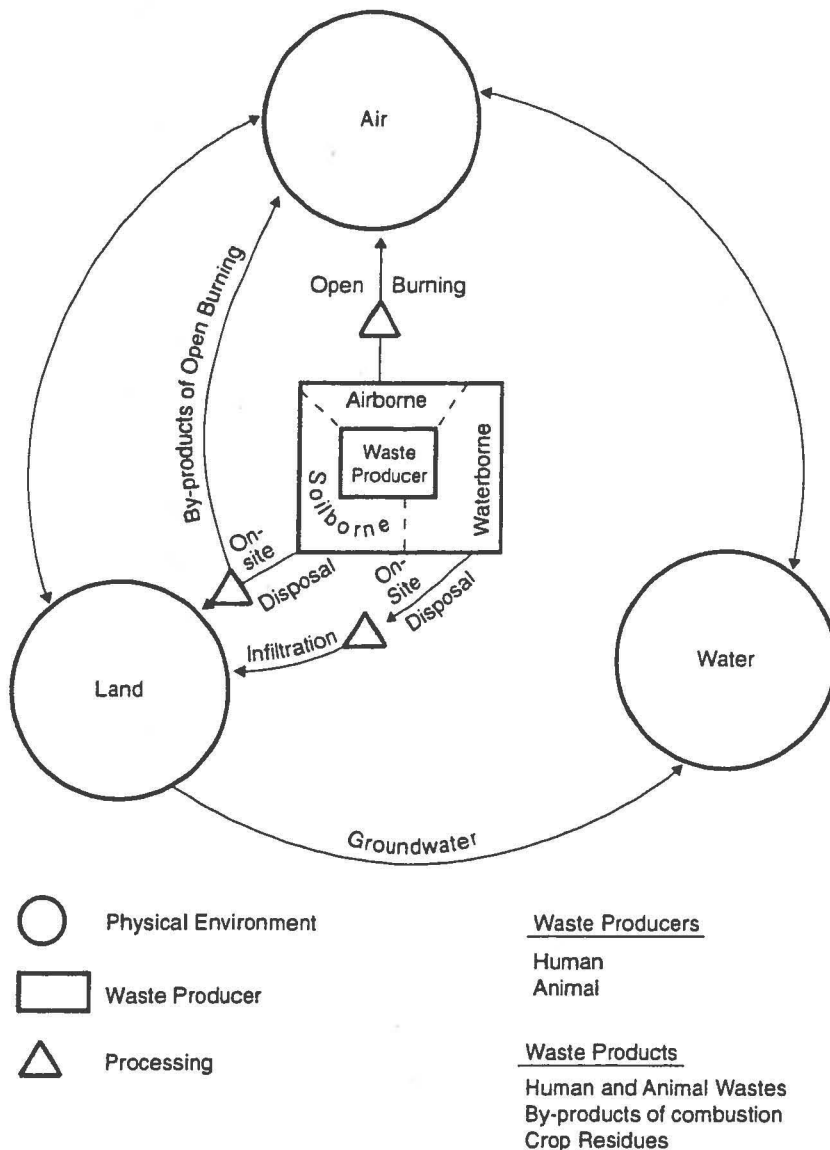 Air
Open Burning
By-products of Open Burning
Airborne
Waste
Producer
Soilborne
Waterborne
On-
site
Disposal
On-
Site
Disposal
Infiltration
Land
Water
Groundwater
Physical Environment
Waste Producer
Processing
Waste Producers
Human
Animal
Waste Products
Human and Animal Wastes
By-products of combustion
Crop Residues